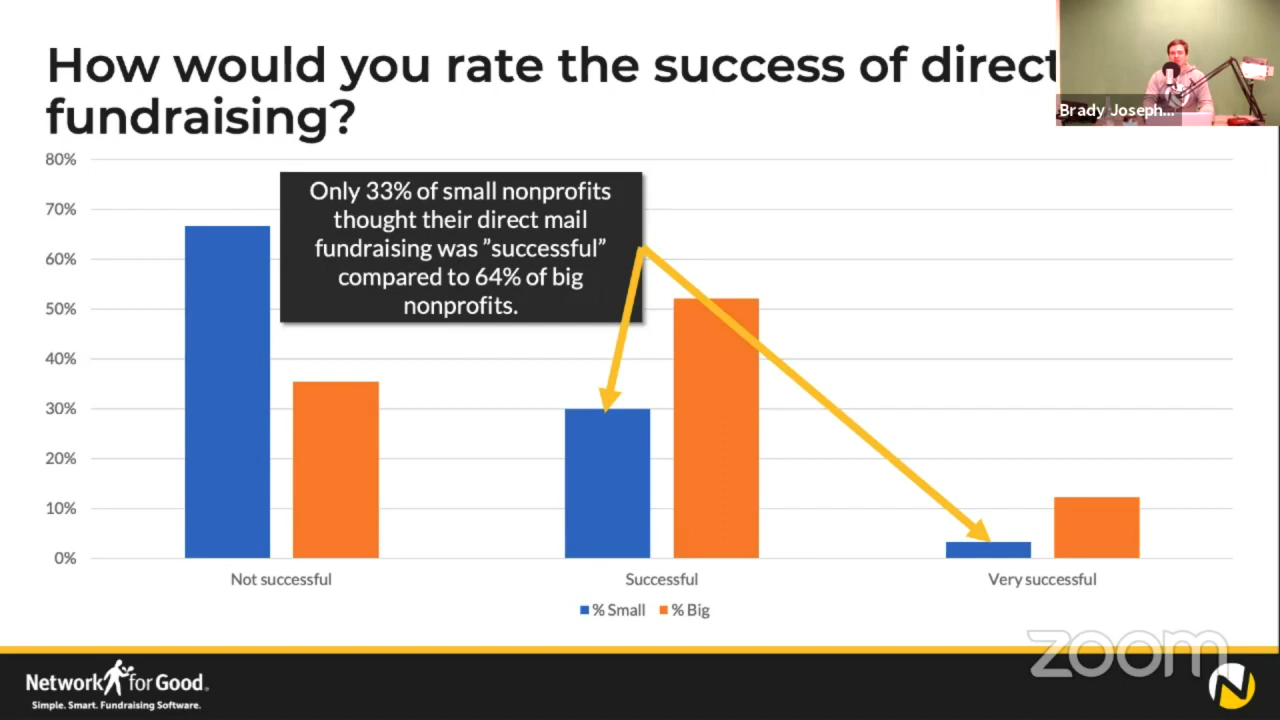 How would you rate the success of direct
fundraising?
Brady Joseph...
80%
70%
60%
50%
40%
30%
20%
10%
0%
Only 33% of small nonprofits
thought their direct mail
fundraising was ”successful”
compared to 64% of big
nonprofits.
Not successful
Successful
Very successful
% Small
% Big
zoom
Network for Good.
Simple. Smart. Fundraising Software.
N